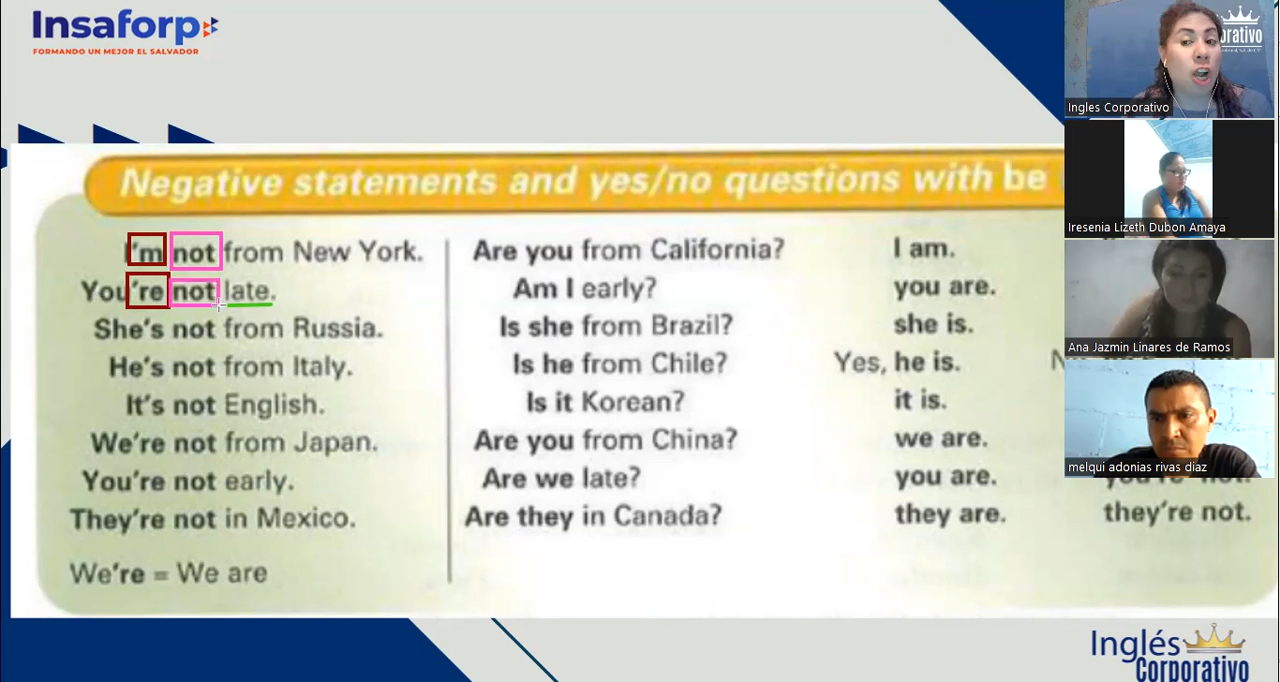 Insaforp
FORMANDO UN MEJOR EL SALVADOR
Negative statements and yes/no questions with be
I'm not from New York.
You're not late.
She's not from Russia.
He's not from Italy.
It's not English.
We're not from Japan.
You're not early.
They're not in Mexico.
We're = We are
Are you from California?
Am I early?
Is she from Brazil?
Is he from Chile?
Is it Korean?
Are you from China?
Are we late?
Are they in Canada?
I am.
you are.
she is.
Yes, he is.
it is.
we are.
you are.
they are.
you're not.
they're not.
Ingles Corporativo
Iresenia Lizeth Dubon Amaya
Ana Jazmin Linares de Ramos
melqui adonias rivas diaz
Inglés
Corporativo